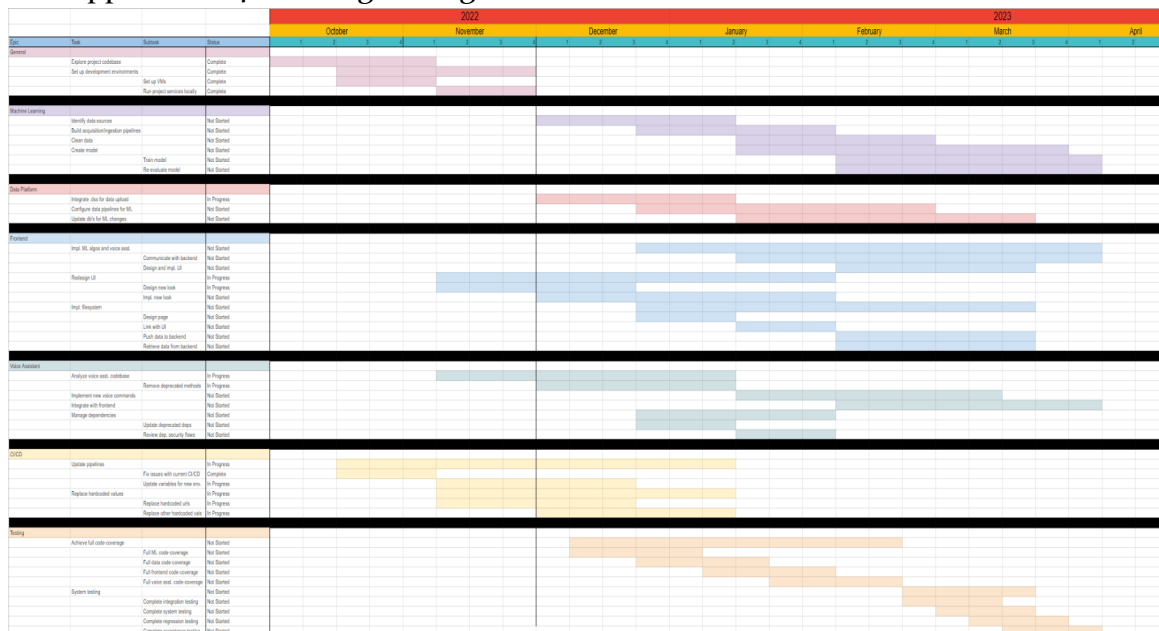 2022 2023
October November December January February March April
Epic Task Subtask Status 1 2 3 4 1 2 3 4 1 2 3 4 1 2 3 4 1 2 3 4 1 2
General
Explore project codebase Complete
Set up development environments Complete
Set up VMs Complete
Run project services locally Complete
Machine Learning
Identify data sources Not Started
Build acquisition/ingestion pipelines Not Started
Clean data Not Started
Create model Not Started
Train model Not Started
Re-evaluate model Not Started
Data Platform
Integrate .tbs for data upload In Progress
Configure data pipelines for ML Not Started
Update db's for ML changes Not Started
Frontend
Impl. ML algos and voice asst. Not Started
Communicate with backend Not Started
Design and impl. UI Not Started
Redesign UI In Progress
Design new look In Progress
Impl. new look Not Started
Impl. filesystem Not Started
Design page Not Started
Link with UI Not Started
Push data to backend Not Started
Retrieve data from backend Not Started
Voice Assistant
Analyze voice asst. codebase In Progress
Remove deprecated methods In Progress
Implement new voice commands Not Started
Integrate with frontend Not Started
Manage dependencies Not Started
Update deprecated deps Not Started
Review dep. security flaws Not Started
CI/CD
Update pipelines In Progress
Fix issues with current CI/CD Complete
Update variables for new env. In Progress
Replace hardcoded values In Progress
Replace hardcoded urls In Progress
Replace other hardcoded vals In Progress
Testing
Achieve full code-coverage Not Started
Full ML code-coverage Not Started
Full data code-coverage Not Started
Full frontend code-coverage Not Started
Full voice asst. code-coverage Not Started
System testing Not Started
Complete integration testing Not Started
Complete system testing Not Started
Complete regression testing Not Started